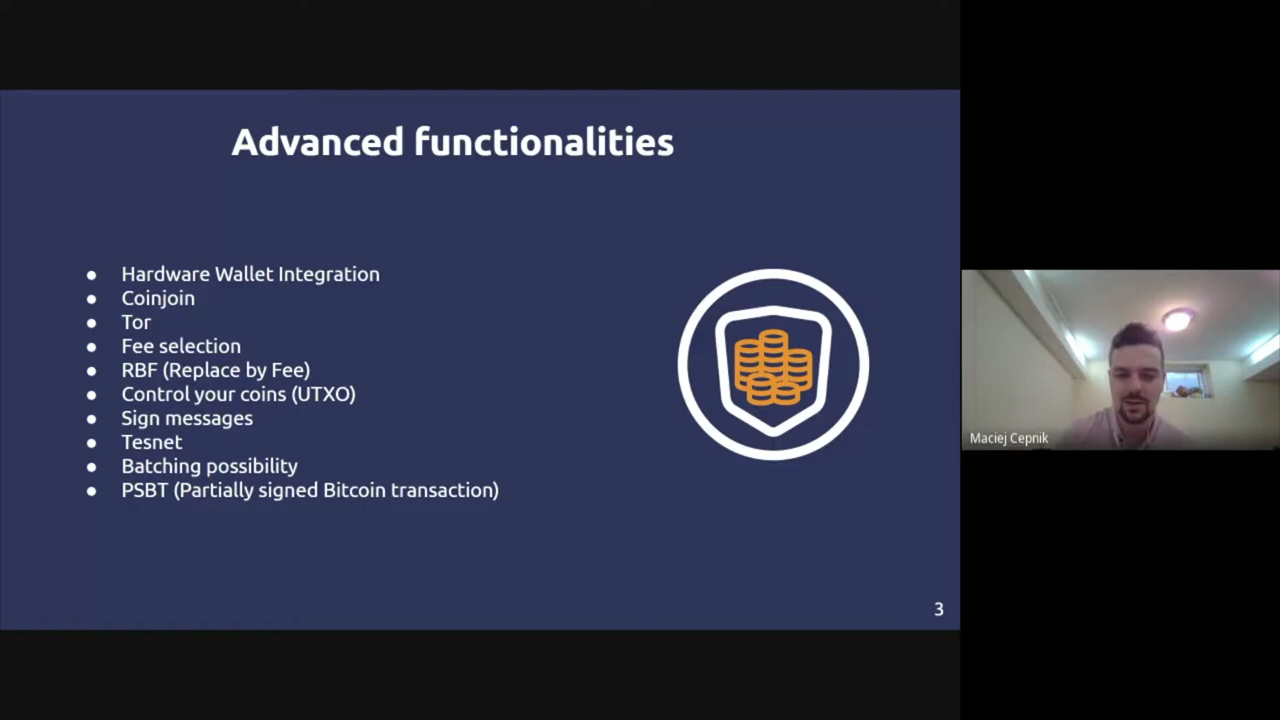 Advanced functionalities
● Hardware Wallet Integration
● Coinjoin
● Tor
● Fee selection
● RBF (Replace by Fee)
● Control your coins (UTXO)
● Sign messages
● Tesnet
● Batching possibility
● PSBT (Partially signed Bitcoin transaction)
3
Maciej Cepnik